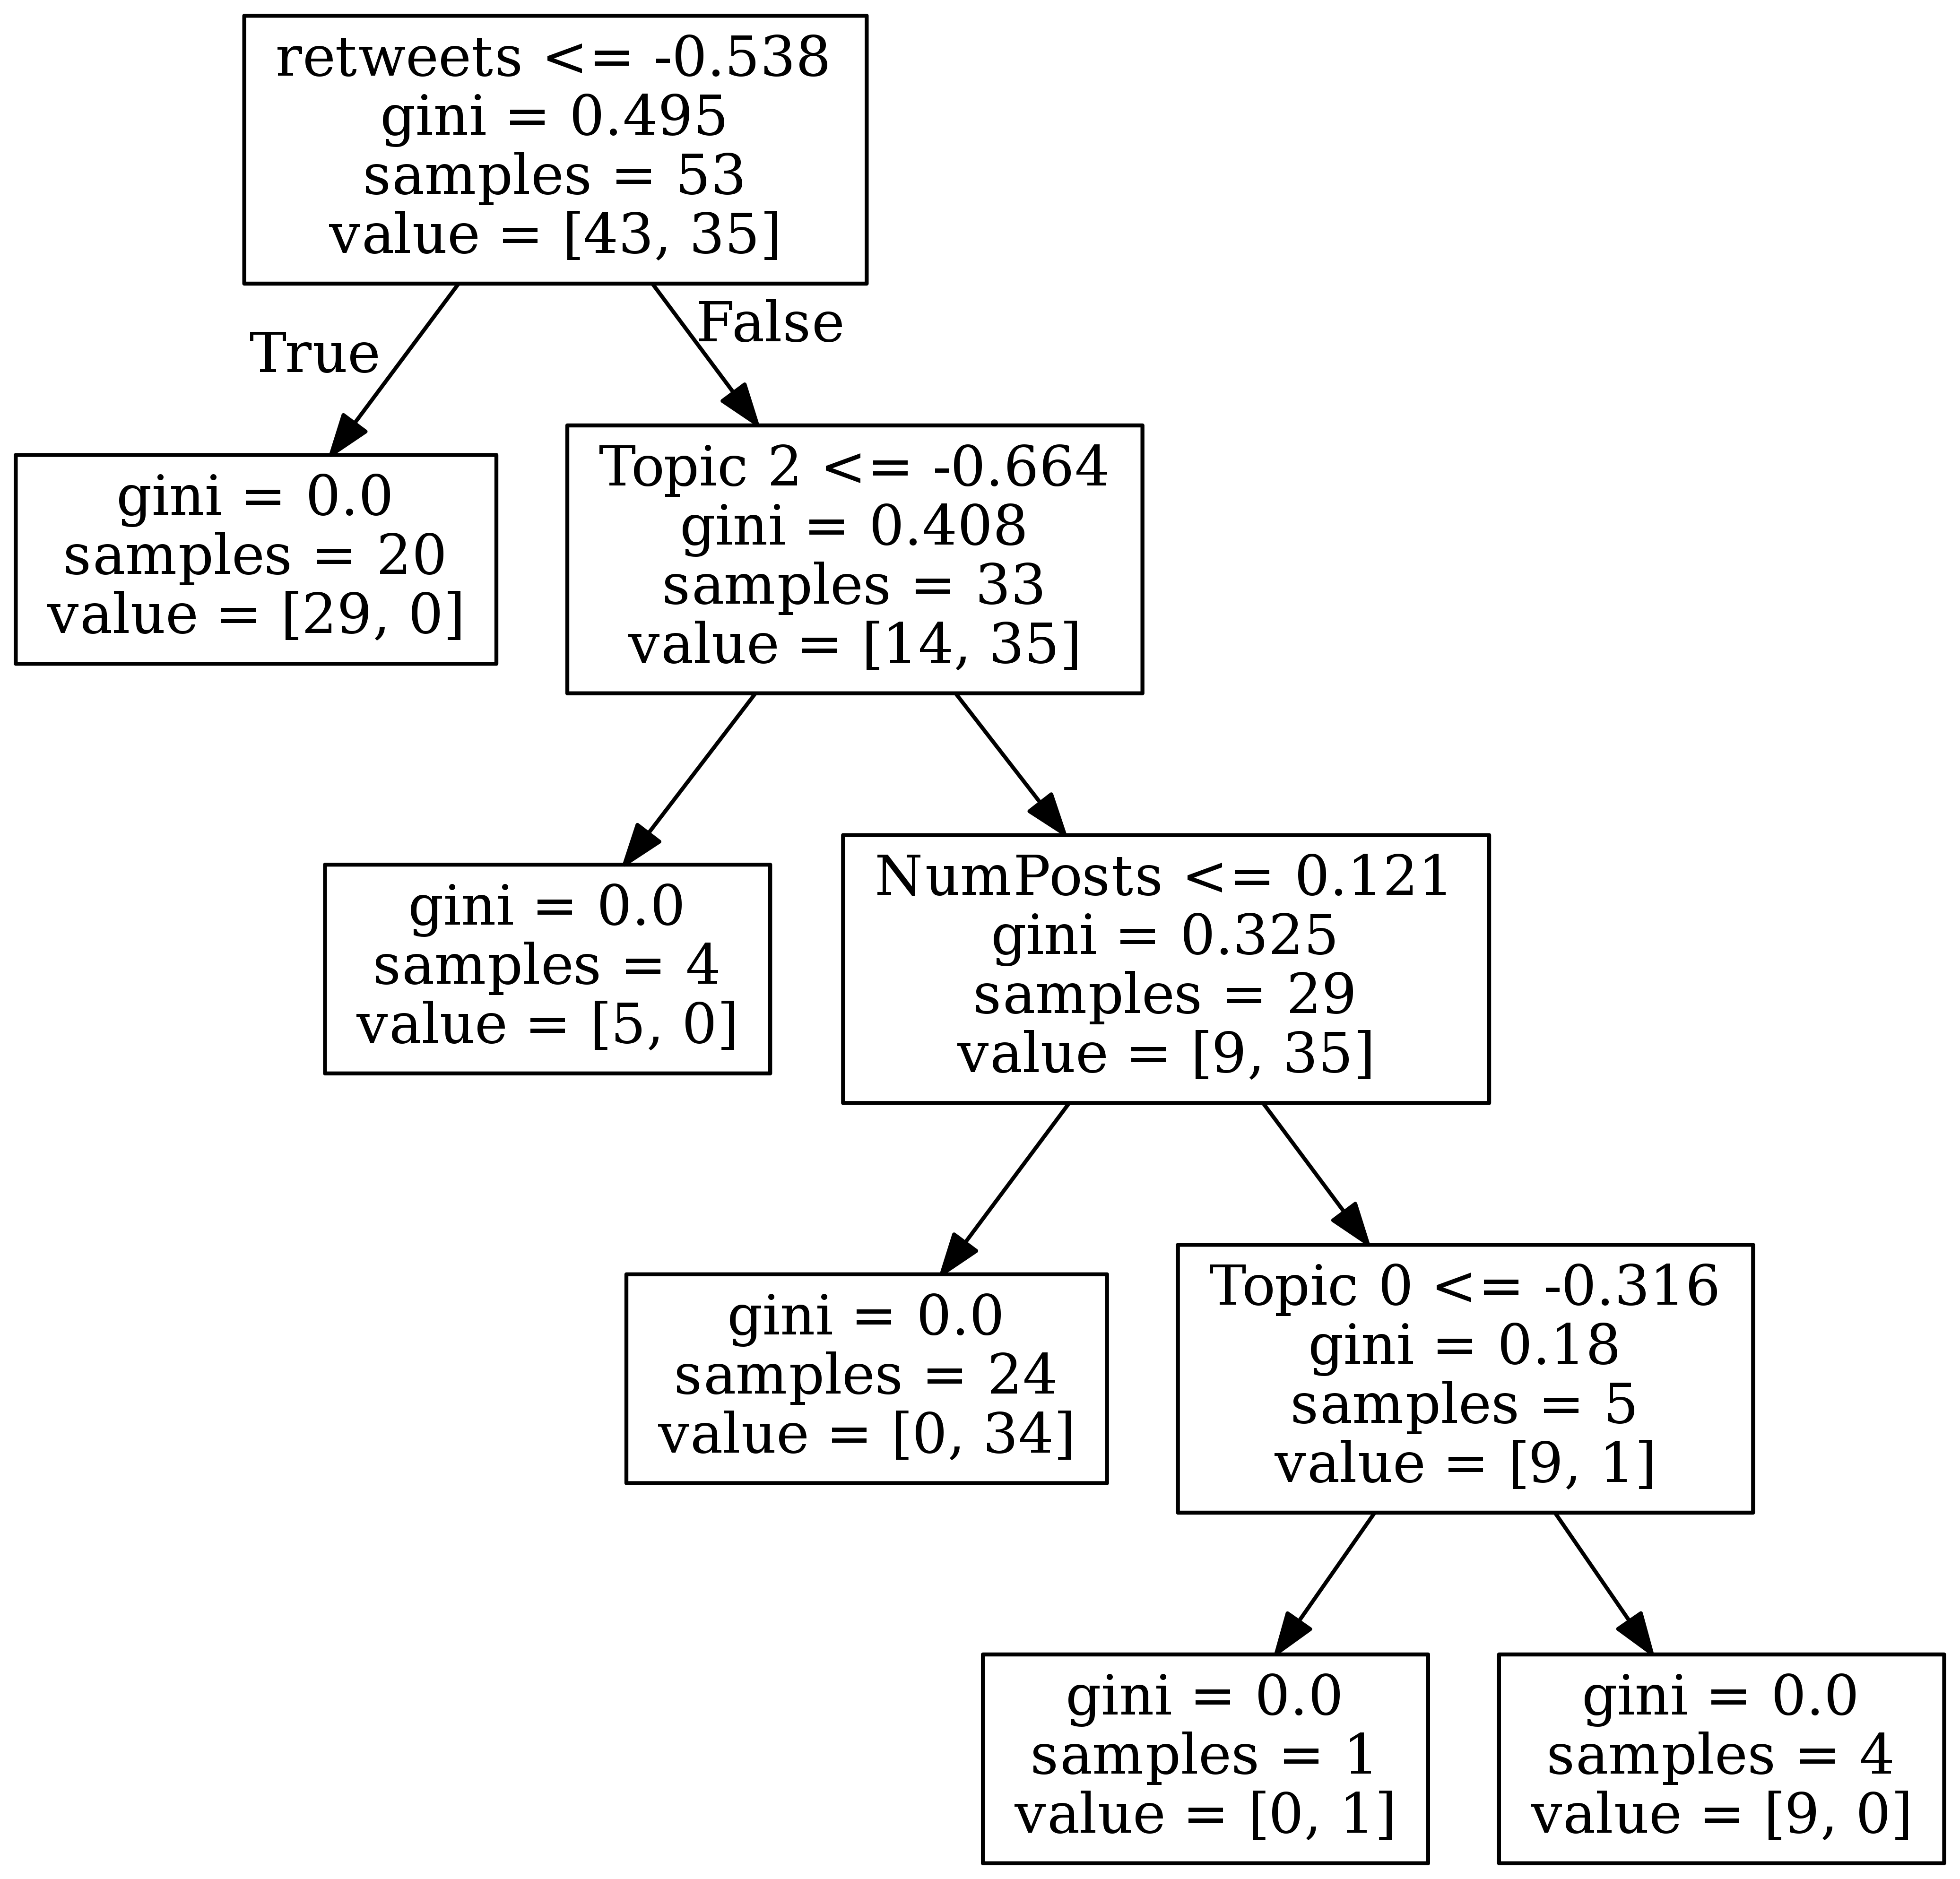 retweets <= -0.538
gini = 0.495
samples = 53
value = [43, 35]
True
False
gini = 0.0
samples = 20
value = [29, 0]
Topic 2 <= -0.664
gini = 0.408
samples = 33
value = [14, 35]
gini = 0.0
samples = 4
value = [5, 0]
NumPosts <= 0.121
gini = 0.325
samples = 29
value = [9, 35]
gini = 0.0
samples = 24
value = [0, 34]
Topic 0 <= -0.316
gini = 0.18
samples = 5
value = [9, 1]
gini = 0.0
samples = 1
value = [0, 1]
gini = 0.0
samples = 4
value = [9, 0]